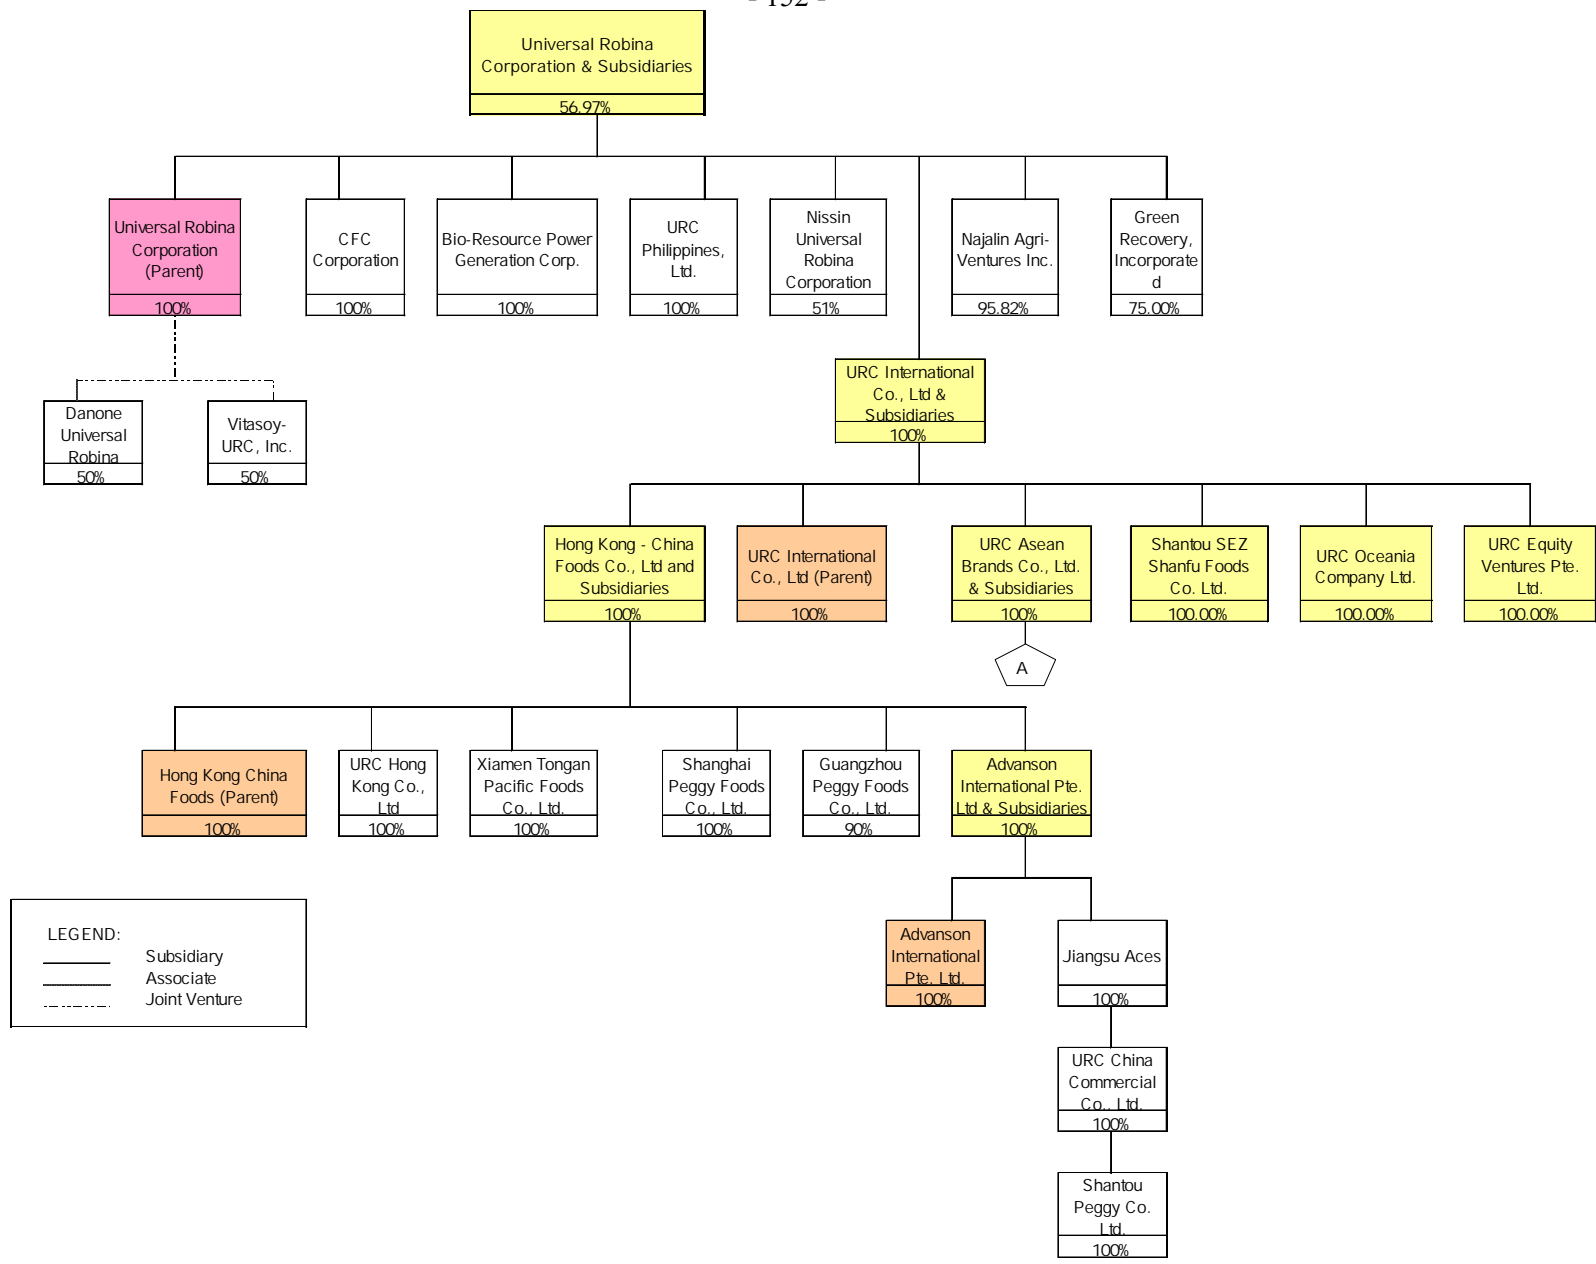 - 132 -
Universal Robina
Corporation & Subsidiaries
56.97%
Universal Robina
Corporation
(Parent)
100%
CFC
Corporation
100%
Bio-Resource Power
Generation Corp.
100%
URC
Philippines,
Ltd.
100%
Nissin
Universal
Robina
Corporation
51%
Najalin Agri-
Ventures Inc.
95.82%
Green
Recovery,
Incorporate
d
75.00%
Danone
Universal
Robina
50%
Vitasoy-
URC, Inc.
50%
URC International
Co., Ltd &
Subsidiaries
100%
Hong Kong - China
Foods Co., Ltd and
Subsidiaries
100%
URC International
Co., Ltd (Parent)
100%
URC Asean
Brands Co., Ltd.
& Subsidiaries
100%
A
Shantou SEZ
Shanfu Foods
Co. Ltd.
100.00%
URC Oceania
Company Ltd.
100.00%
URC Equity
Ventures Pte.
Ltd.
100.00%
Hong Kong China
Foods (Parent)
100%
URC Hong
Kong Co.,
Ltd
100%
Xiamen Tongan
Pacific Foods
Co., Ltd.
100%
Shanghai
Peggy Foods
Co., Ltd.
100%
Guangzhou
Peggy Foods
Co., Ltd.
90%
Advanson
International Pte.
Ltd & Subsidiaries
100%
Advanson
International
Pte. Ltd.
100%
Jiangsu Aces
100%
URC China
Commercial
Co., Ltd.
100%
Shantou
Peggy Co.
Ltd.
100%
LEGEND:
Subsidiary
Associate
Joint Venture